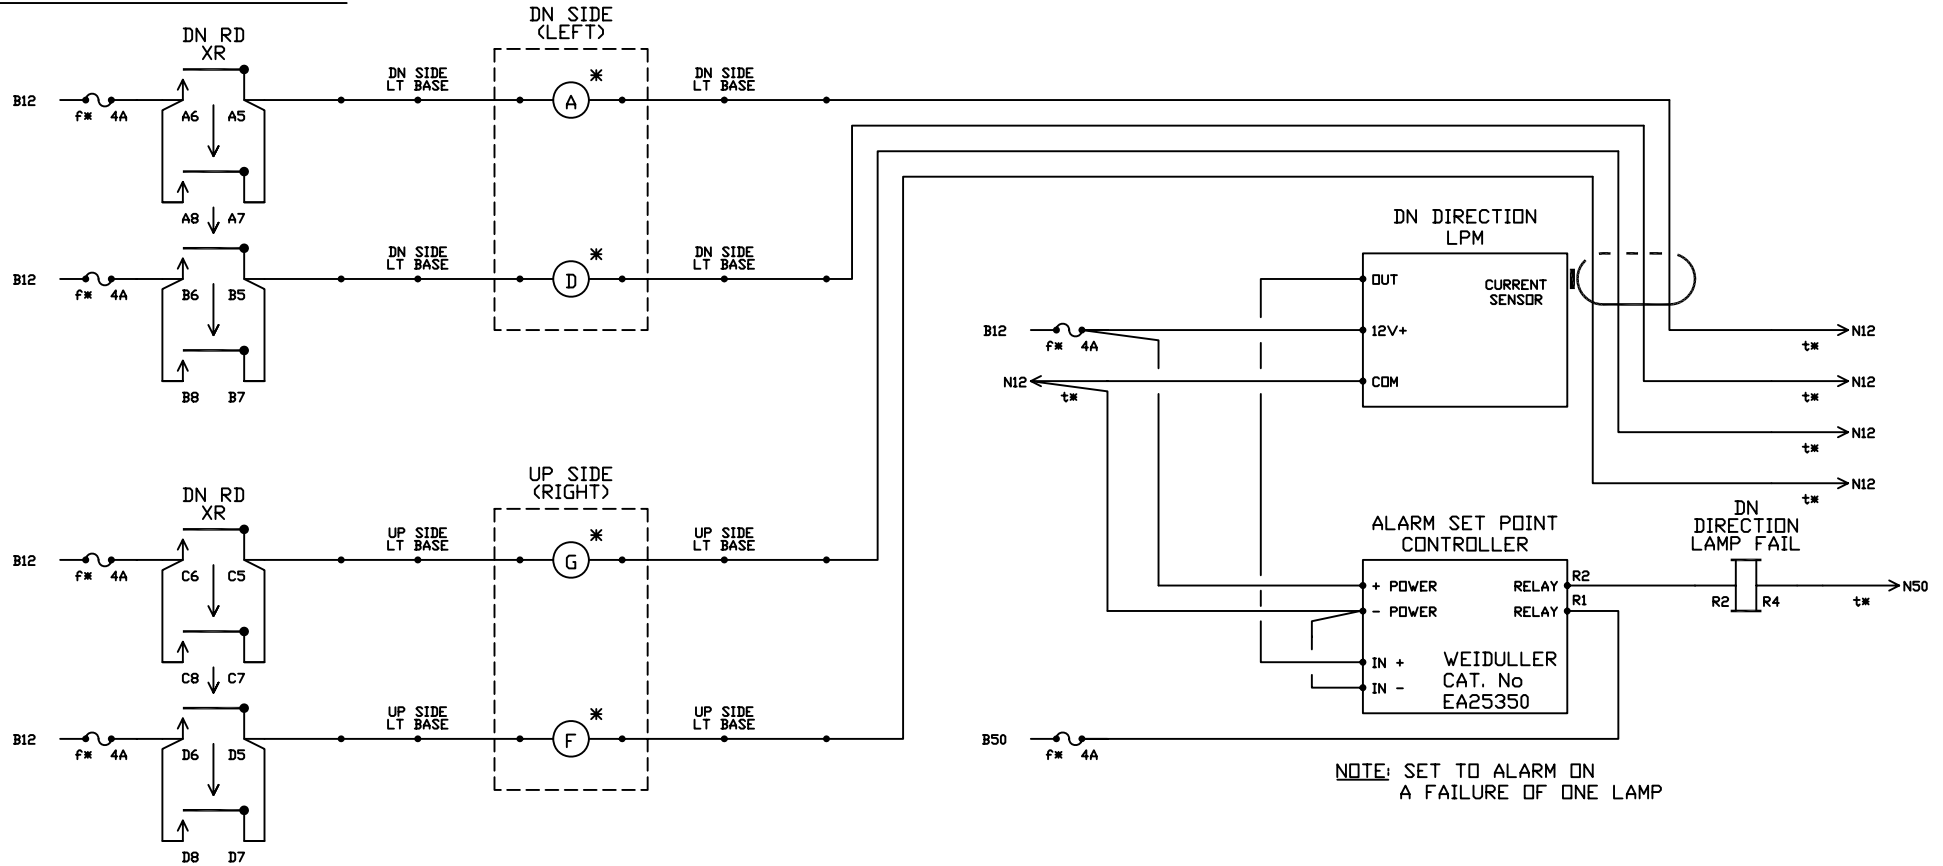 DN SIDE
(LEFT)
DN RD
XR
B12
f* 4A
A6 A5
DN SIDE
LT BASE
A
*
DN SIDE
LT BASE
A8 A7
B12
f* 4A
B6 B5
DN SIDE
LT BASE
D
*
DN SIDE
LT BASE
B8 B7
DN DIRECTION
LPM
OUT
CURRENT
SENSOR
B12
f* 4A
12V+
N12
t*
COM
N12
t*
N12
t*
N12
t*
N12
t*
UP SIDE
(RIGHT)
DN RD
XR
B12
f* 4A
C6 C5
UP SIDE
LT BASE
G
*
UP SIDE
LT BASE
C8 C7
B12
f* 4A
D6 D5
UP SIDE
LT BASE
F
*
UP SIDE
LT BASE
D8 D7
ALARM SET POINT
CONTROLLER
+ POWER
- POWER
IN +
IN -
RELAY R2
RELAY R1
WEIDULLER
CAT. No
EA25350
DN
DIRECTION
LAMP FAIL
R2 R4
N50
t*
B50
f* 4A
NOTE: SET TO ALARM ON
A FAILURE OF ONE LAMP